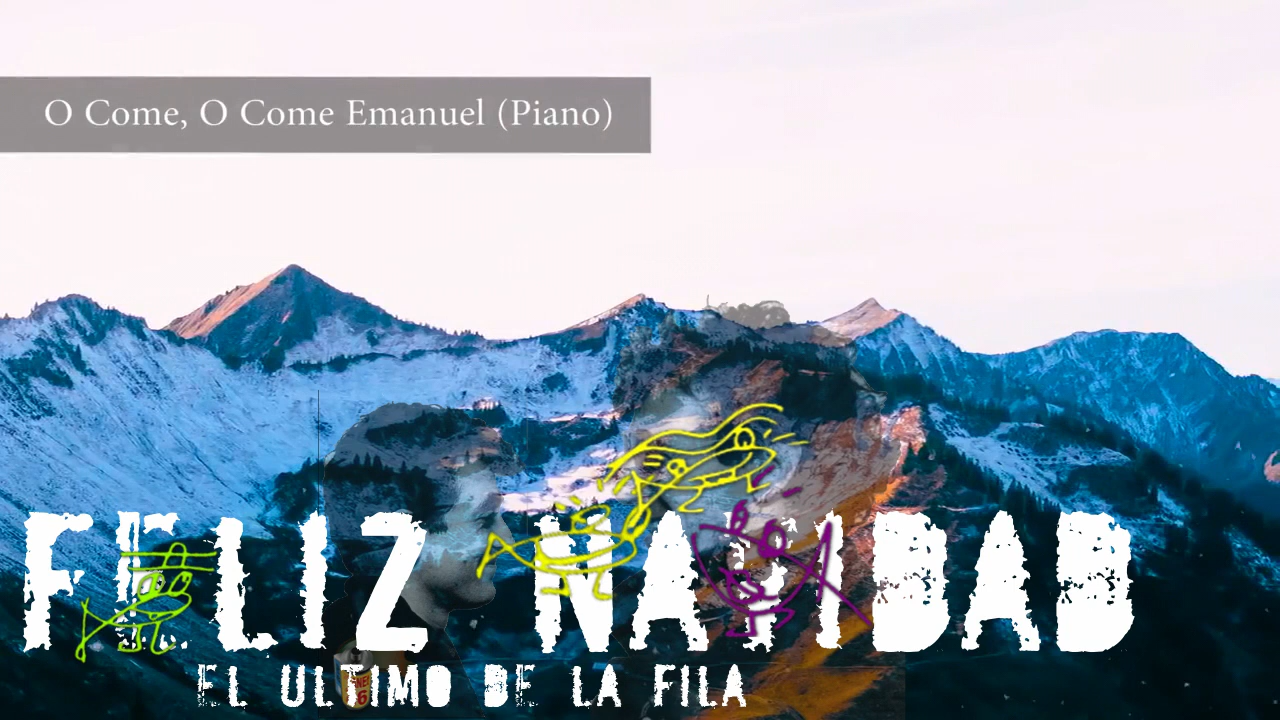 O Come, O Come Emanuel (Piano)
FELIZ NAVIDAD
EL ULTIMO DE LA FILA